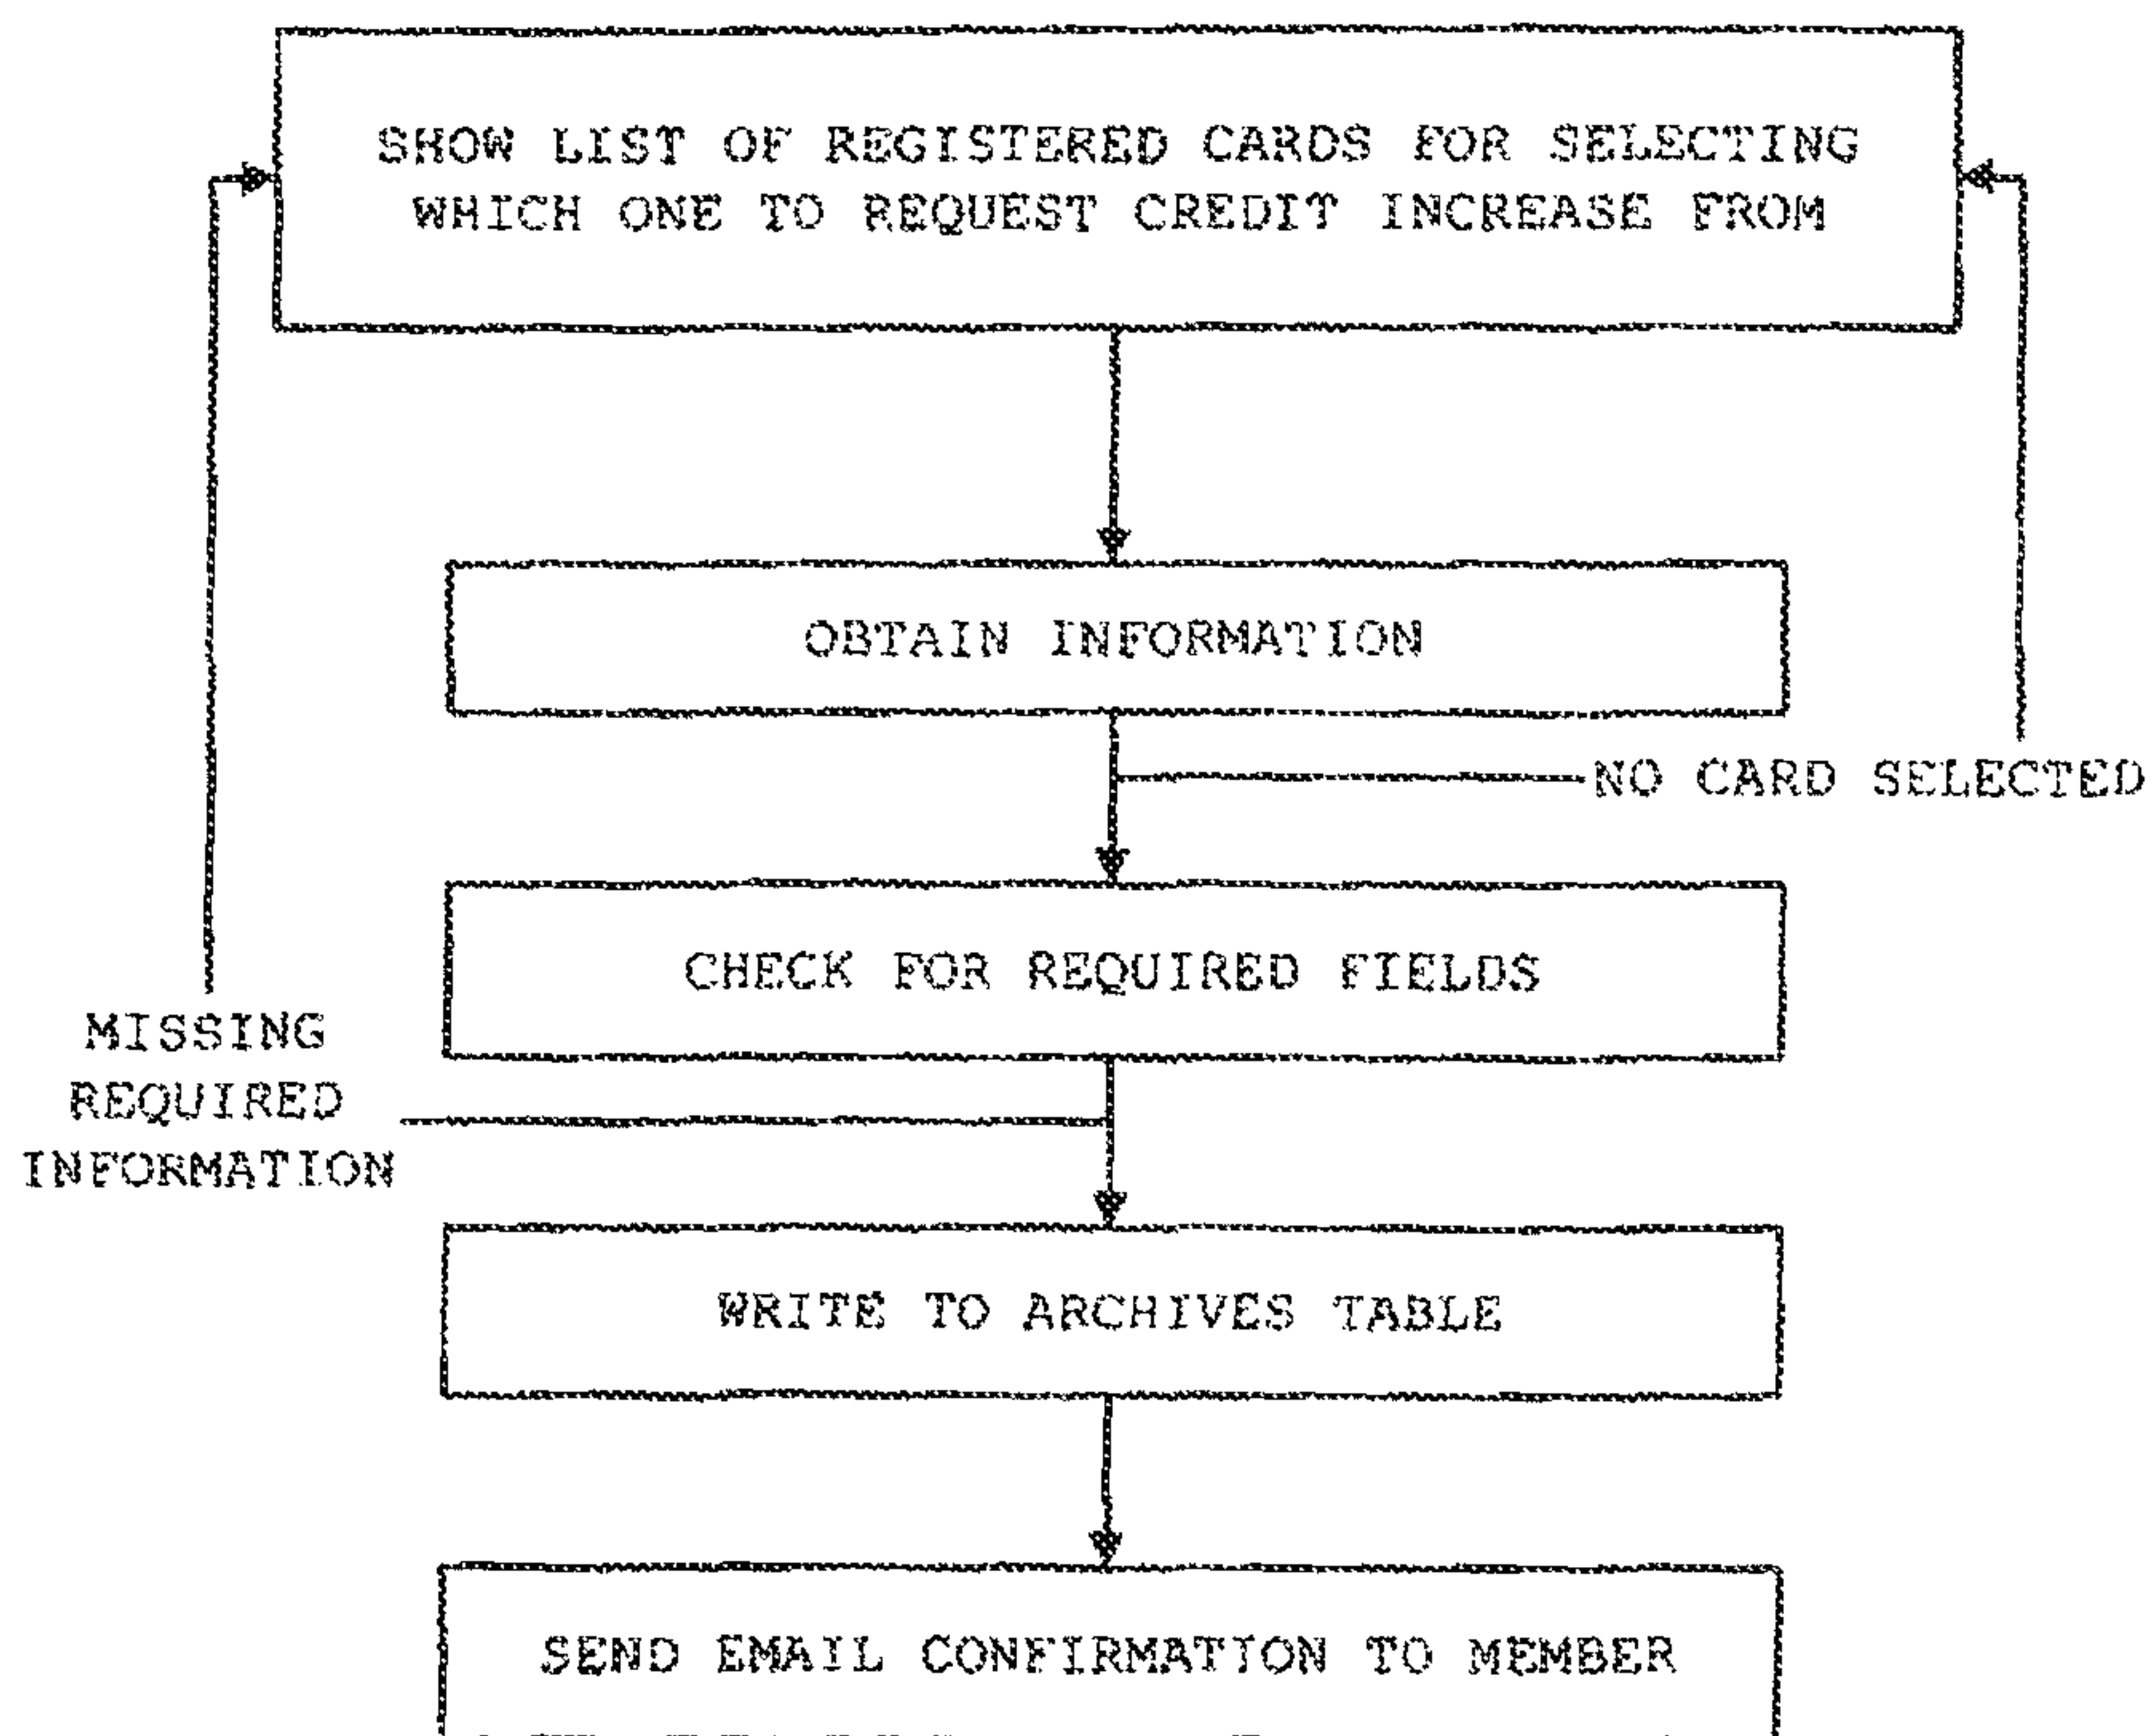 SHOW LIST OF REGISTERED CARDS FOR SELECTING
WHICH ONE TO REQUEST CREDIT INCREASE FROM
OBTAIN INFORMATION
NO CARD SELECTED
CHECK FOR REQUIRED FIELDS
MISSING
REQUIRED
INFORMATION
WRITE TO ARCHIVES TABLE
SEND EMAIL CONFIRMATION TO MEMBER